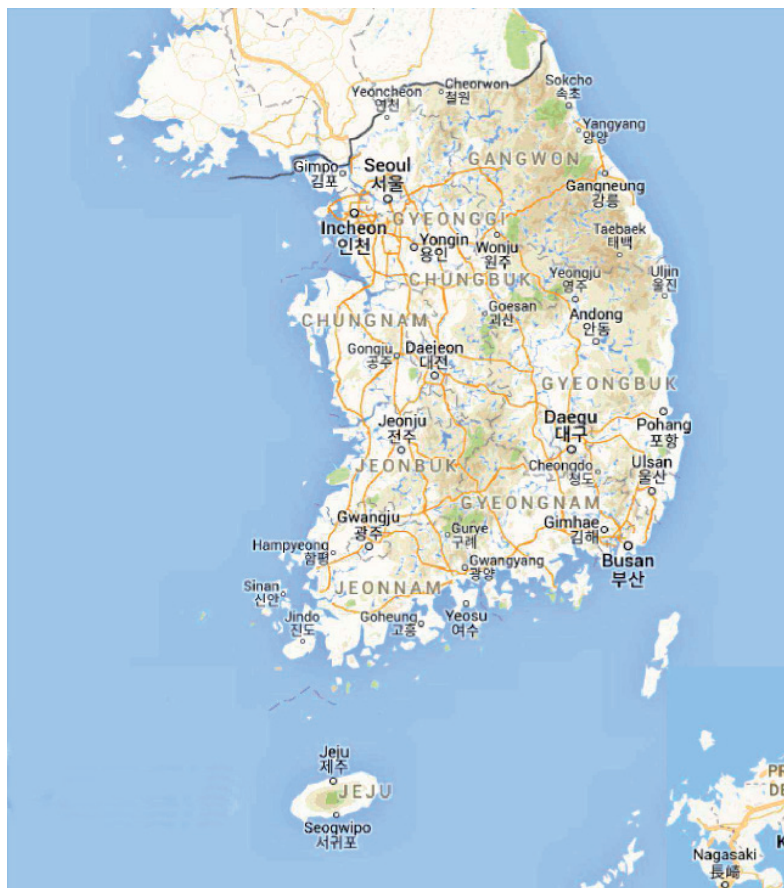 Cheorwon
철원
Yeoncheon
연천
Sokcho
속초
Yangyang
양양
GANGWON
Seoul
서울
Gimpo
김포
Gangneung
강릉
GYEONGGI
Incheon
인천
Yongin
용인
Wonju
원주
Taebaek
태백
CHUNGBUK
Yeongju
영주
Uljin
울진
Goesan
괴산
Andong
안동
CHUNGNAM
Gongju
공주
Daejeon
대전
GYEONGBUK
Daegu
대구
Pohang
포항
Jeonju
전주
JEONBUK
Cheongdo
청도
Ulsan
울산
GYEONGNAM
Gwangju
광주
Gurye
구례
Gimhae
김해
Busan
부산
Hampyeong
함평
Gwangyang
광양
JEONNAM
Sinan
신안
Jindo
진도
Goheung
고흥
Yeosu
여수
Jeju
제주
JEJU
Seogwipo
서귀포
PR
DE
K
Nagasaki
長崎